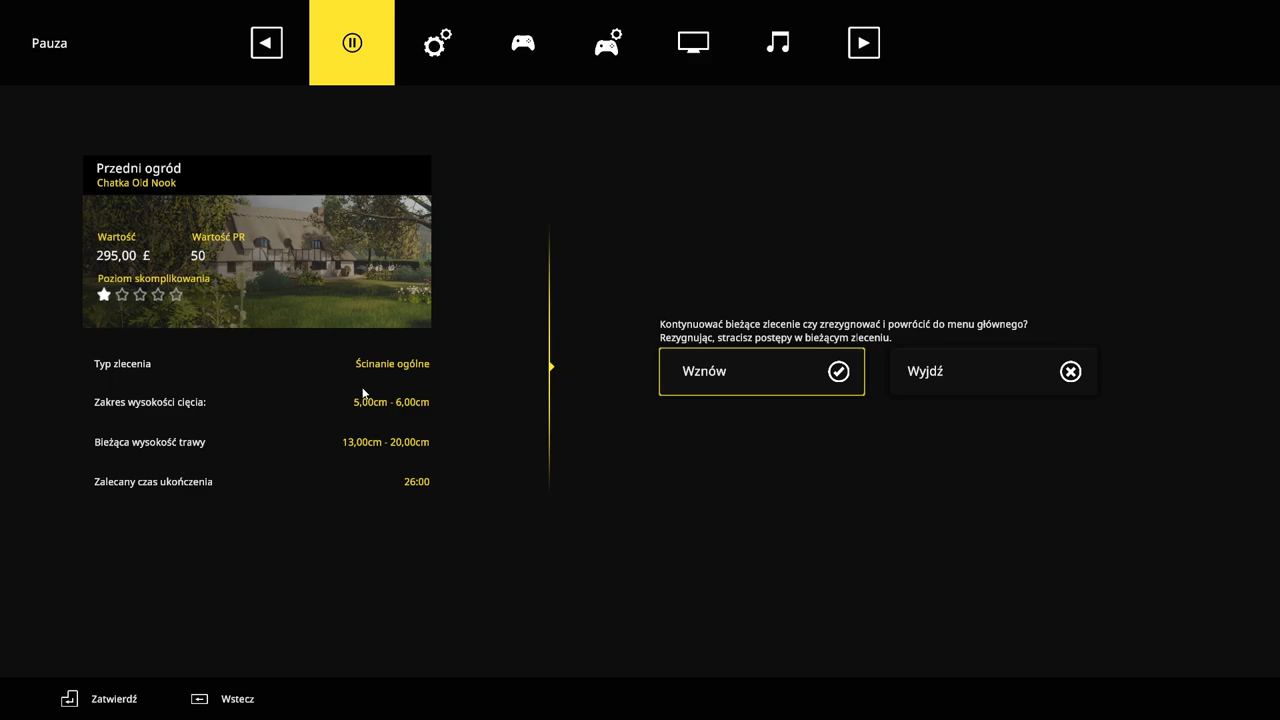 Pauza
Przedni ogród
Chatka Old Nook
Wartość Wartość PR
295,00 £ 50
Poziom skomplikowania
Typ zlecenia Ścinanie ogólne
Zakres wysokości cięcia: 5,00cm - 6,00cm
Bieżąca wysokość trawy 13,00cm - 20,00cm
Zalecany czas ukończenia 26:00
Kontynuować bieżące zlecenie czy zrezygnować i powrócić do menu głównego?
Rezygnując, stracisz postępy w bieżącym zleceniu.
Wznów Wyjdź
Zatwierdź Wstecz